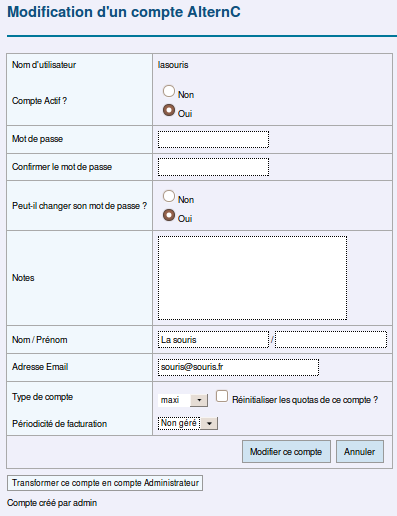 Modification d'un compte AlternC
Nom d'utilisateur lasouris
Compte Actif ? Non
Oui
Mot de passe
Confirmer le mot de passe
Peut-il changer son mot de passe ? Non
Oui
Notes
Nom / Prénom La souris /
Adresse Email souris@souris.fr
Type de compte maxi Réinitialiser les quotas de ce compte ?
Périodicité de facturation Non géré
Modifier ce compte Annuler
Transformer ce compte en compte Administrateur
Compte créé par admin